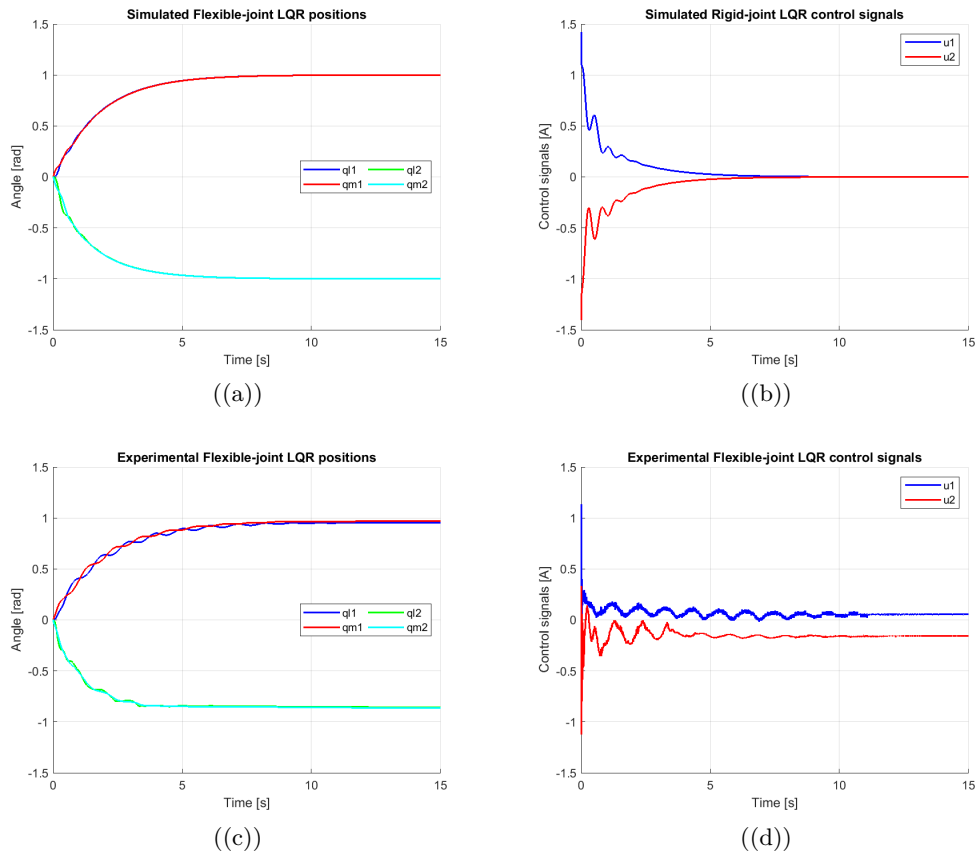 Simulated Flexible-joint LQR positions
1.5
1
0.5
0
-0.5
-1
-1.5
Angle [rad]
ql1 ql2
qm1 qm2
0 5 10 15
Time [s]
((a))
Simulated Rigid-joint LQR control signals
1.5
1
0.5
0
-0.5
-1
-1.5
Control signals [A]
u1
u2
0 5 10 15
Time [s]
((b))
Experimental Flexible-joint LQR positions
1.5
1
0.5
0
-0.5
-1
-1.5
Angle [rad]
ql1 ql2
qm1 qm2
0 5 10 15
Time [s]
((c))
Experimental Flexible-joint LQR control signals
1.5
1
0.5
0
-0.5
-1
-1.5
Control signals [A]
u1
u2
0 5 10 15
Time [s]
((d))